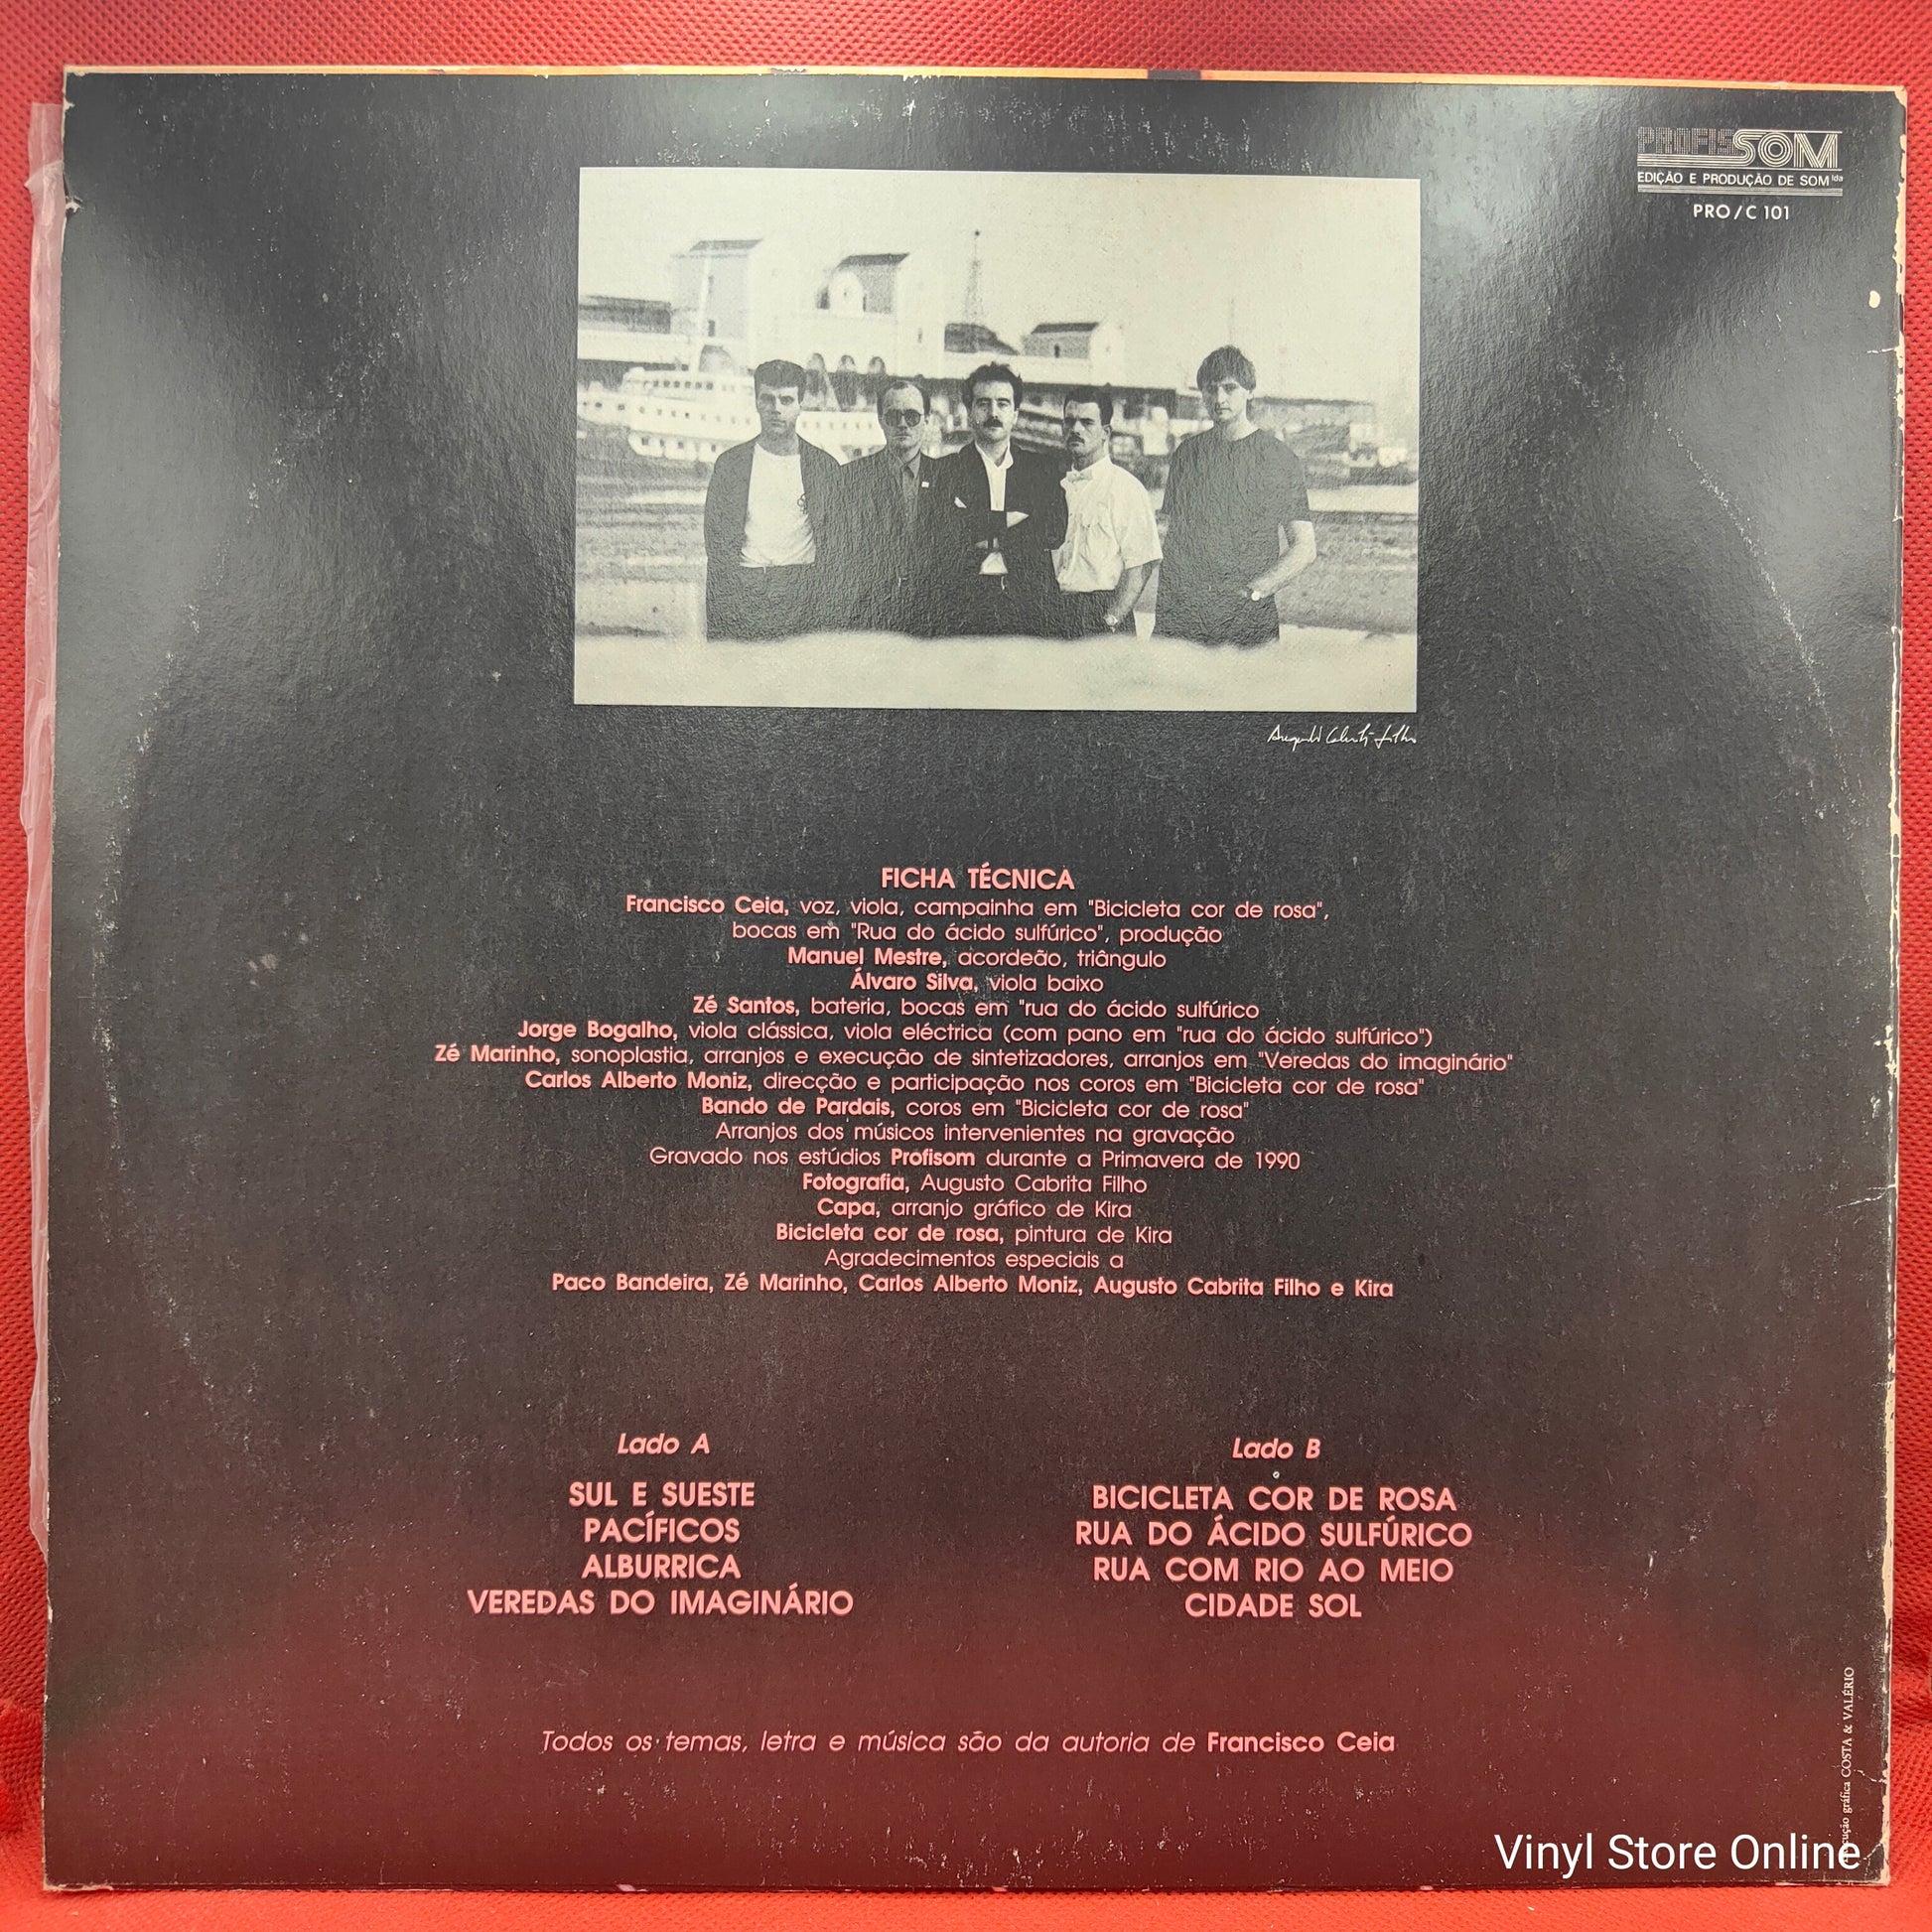 PROFISSOM
EDIÇÃO E PRODUÇÃO DE SOM lda
PRO/C 101
FICHA TÉCNICA
Francisco Ceia, voz, viola, campainha em "Bicicleta cor de rosa",
bocas em "Rua do ácido sulfúrico", produção
Manuel Mestre, acordeão, triângulo
Álvaro Silva, viola baixo
Zé Santos, bateria, bocas em "rua do ácido sulfúrico
Jorge Bogalho, viola clássica, viola eléctrica (com pano em "rua do ácido sulfúrico")
Zé Marinho, sonoplastia, arranjos e execução de sintetizadores, arranjos em "Veredas do imaginário"
Carlos Alberto Moniz, direcção e participação nos coros em "Bicicleta cor de rosa"
Bando de Pardais, coros em "Bicicleta cor de rosa"
Arranjos dos músicos intervenientes na gravação
Gravado nos estúdios Profisom durante a Primavera de 1990
Fotografia, Augusto Cabrita Filho
Capa, arranjo gráfico de Kira
Bicicleta cor de rosa, pintura de Kira
Agradecimentos especiais a
Paco Bandeira, Zé Marinho, Carlos Alberto Moniz, Augusto Cabrita Filho e Kira
Lado A
SUL E SUESTE
PACÍFICOS
ALBURRICA
VEREDAS DO IMAGINÁRIO
Lado B
BICICLETA COR DE ROSA
RUA DO ÁCIDO SULFÚRICO
RUA COM RIO AO MEIO
CIDADE SOL
Todos os temas, letra e música são da autoria de Francisco Ceia
gráfica COSTA & VALÉRIO
Vinyl Store Online